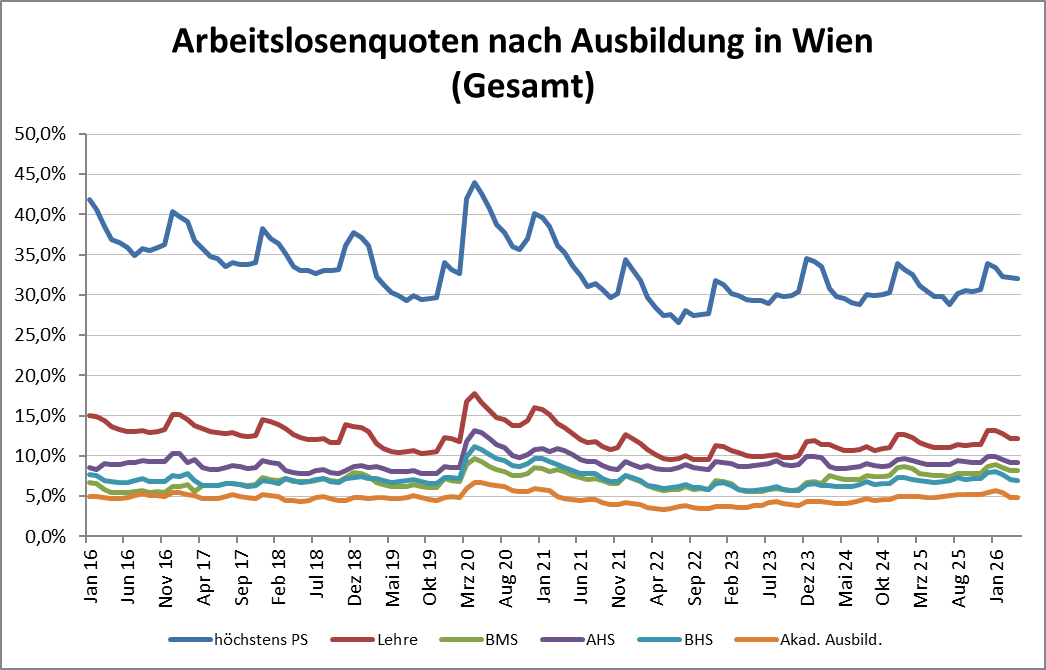 Arbeitslosenquoten nach Ausbildung in Wien
(Gesamt)
50,0%
45,0%
40,0%
35,0%
30,0%
25,0%
20,0%
15,0%
10,0%
5,0%
0,0%
Jan 16
Jun 16
Nov 16
Apr 17
Sep 17
Feb 18
Jul 18
Dez 18
Mai 19
Okt 19
Mrz 20
Aug 20
Jan 21
Jun 21
Nov 21
Apr 22
Sep 22
Feb 23
Jul 23
Dez 23
Mai 24
Okt 24
Mrz 25
Aug 25
Jan 26
höchstens PS
Lehre
BMS
AHS
BHS
Akad. Ausbild.